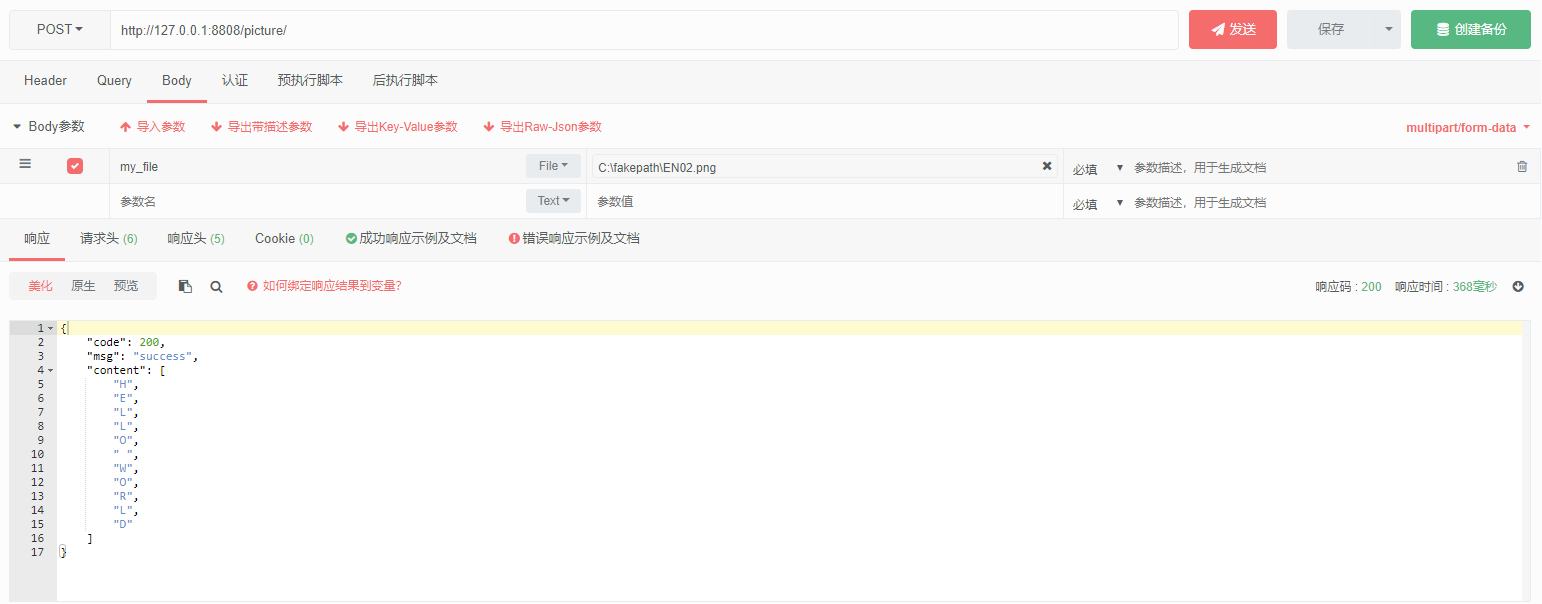 POST http://127.0.0.1:8808/picture/ 发送 保存 创建备份
Header Query Body 认证 预执行脚本 后执行脚本
Body参数 导入参数 导出带描述参数 导出Key-Value参数 导出Raw-Json参数 multipart/form-data
my_file File C:\fakepath\EN02.png 必填 参数描述，用于生成文档
参数名 Text 参数值 必填 参数描述，用于生成文档
响应 请求头 (6) 响应头 (5) Cookie (0) 成功响应示例及文档 错误响应示例及文档
美化 原生 预览 如何绑定响应结果到变量? 响应码 : 200 响应时间 : 368毫秒
1 {
2 "code": 200,
3 "msg": "success",
4 "content": [
5 "H",
6 "E",
7 "L",
8 "L",
9 "O",
10 " ",
11 "W",
12 "O",
13 "R",
14 "L",
15 "D"
16 ]
17 }